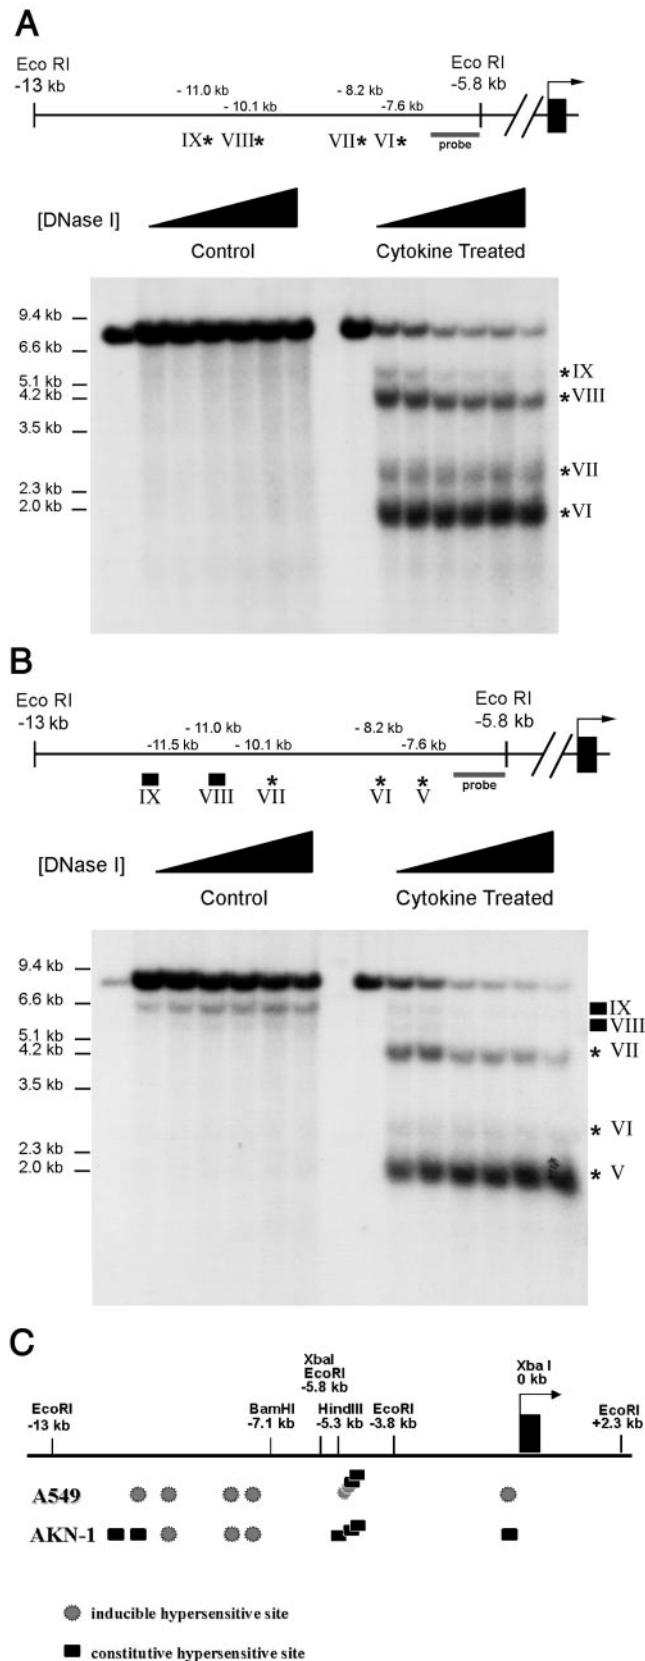 A
Eco RI
-13 kb
Eco RI
-5.8 kb
- 11.0 kb
- 8.2 kb
- 10.1 kb
-7.6 kb
IX* VIII*
VII* VI*
probe
[DNase I]
Control
Cytokine Treated
9.4 kb
6.6 kb
5.1 kb
4.2 kb
3.5 kb
2.3 kb
2.0 kb
*IX
*VIII
*VII
*VI
B
Eco RI
-13 kb
Eco RI
-5.8 kb
- 11.0 kb
- 8.2 kb
-11.5 kb
- 10.1 kb
-7.6 kb
* * *
IX VIII VII VI V
probe
[DNase I]
Control
Cytokine Treated
9.4 kb
6.6 kb
5.1 kb
4.2 kb
3.5 kb
2.3 kb
2.0 kb
IX
VIII
* VII
* VI
* V
C
XbaI
EcoRI
-5.8 kb
Xba I
0 kb
EcoRI
-13 kb
BamHI
-7.1 kb
HindIII
-5.3 kb
EcoRI
-3.8 kb
EcoRI
+2.3 kb
A549
AKN-1
inducible hypersensitive site
constitutive hypersensitive site